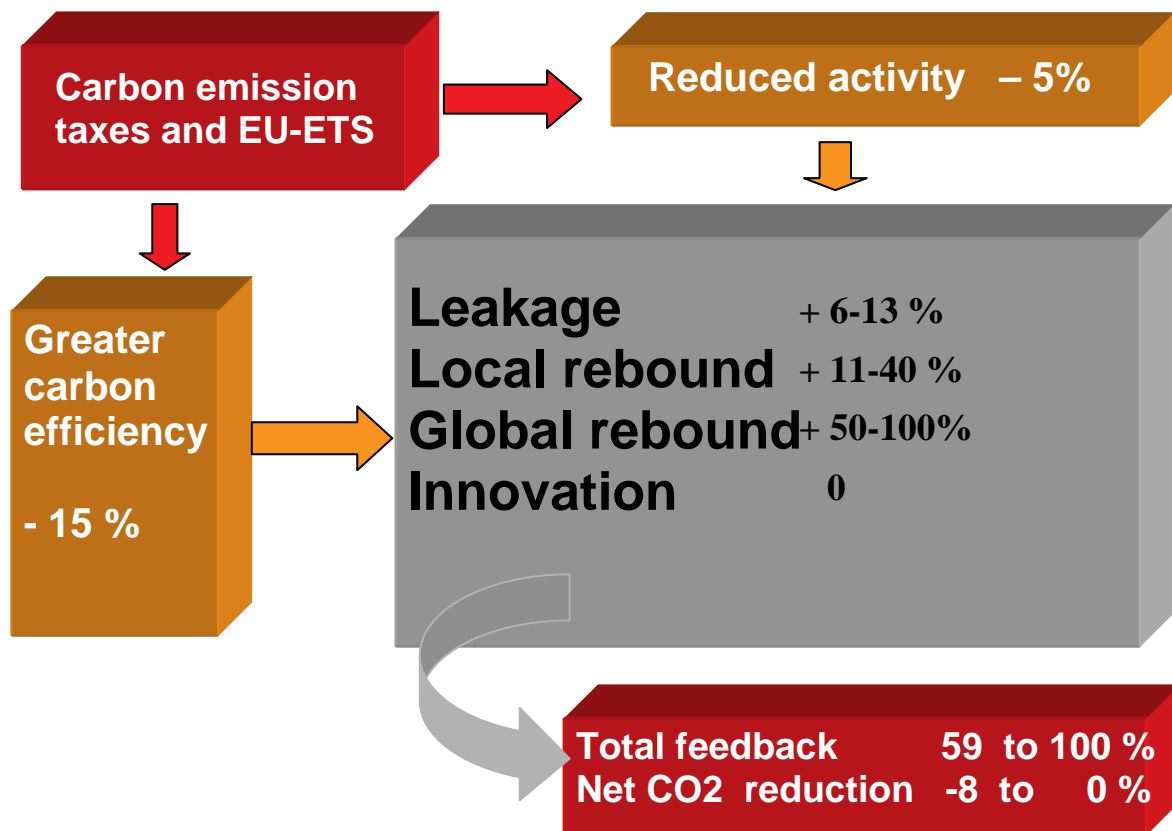 Carbon emission
taxes and EU-ETS
Reduced activity – 5%
Greater
carbon
efficiency
- 15 %
Leakage + 6-13 %
Local rebound + 11-40 %
Global rebound + 50-100%
Innovation 0
Total feedback 59 to 100 %
Net CO2 reduction -8 to 0 %